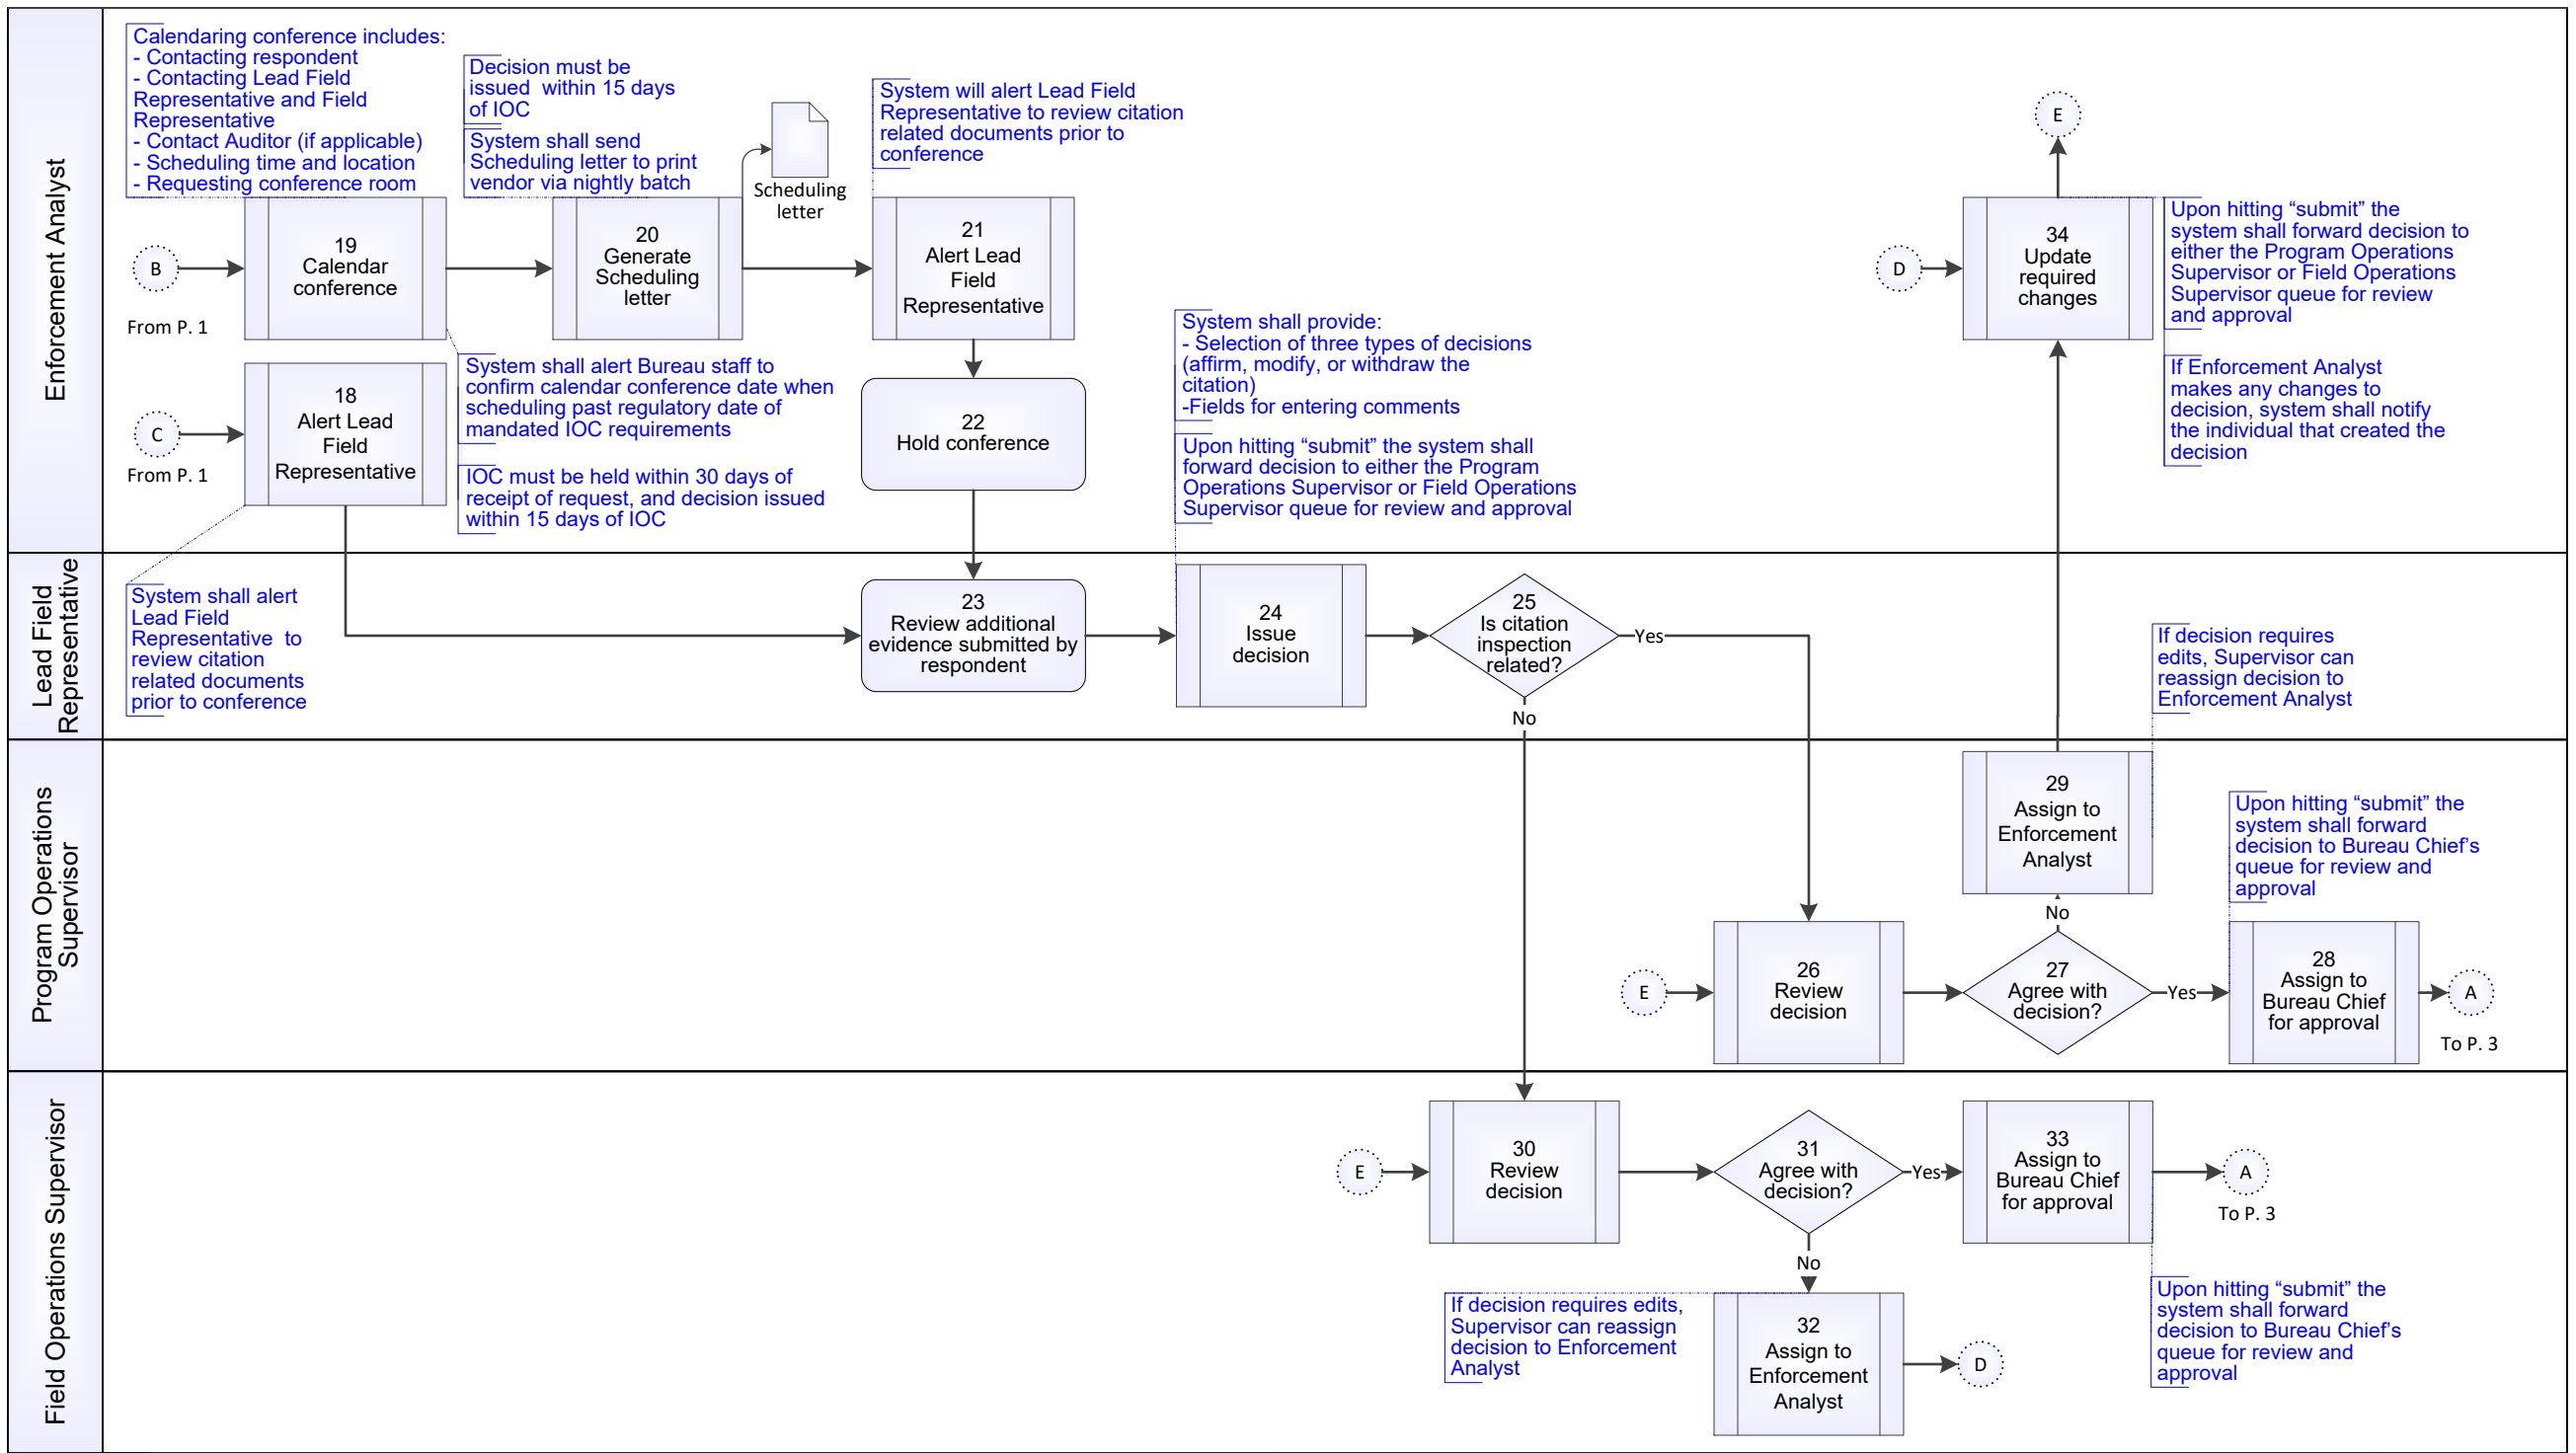 Enforcement Analyst
Calendaring conference includes:
- Contacting respondent
- Contacting Lead Field
Representative and Field
Representative
- Contact Auditor (if applicable)
- Scheduling time and location
- Requesting conference room
Decision must be
issued within 15 days
of IOC
System shall send
Scheduling letter to print
vendor via nightly batch
Scheduling
letter
System will alert Lead Field
Representative to review citation
related documents prior to
conference
B
From P. 1
19
Calendar
conference
20
Generate
Scheduling
letter
21
Alert Lead
Field
Representative
System shall alert Bureau staff to
confirm calendar conference date when
scheduling past regulatory date of
mandated IOC requirements
IOC must be held within 30 days of
receipt of request, and decision issued
within 15 days of IOC
C
From P. 1
18
Alert Lead
Field
Representative
22
Hold conference
System shall provide:
- Selection of three types of decisions
(affirm, modify, or withdraw the
citation)
-Fields for entering comments
Upon hitting “submit” the system shall
forward decision to either the Program
Operations Supervisor or Field Operations
Supervisor queue for review and approval
E
D
34
Update
required
changes
Upon hitting “submit” the
system shall forward decision to
either the Program Operations
Supervisor or Field Operations
Supervisor queue for review
and approval
If Enforcement Analyst
makes any changes to
decision, system shall notify
the individual that created the
decision
Lead Field
Representative
System shall alert
Lead Field
Representative to
review citation
related documents
prior to conference
23
Review additional
evidence submitted by
respondent
24
Issue
decision
25
Is citation
inspection
related?
Yes
No
If decision requires
edits, Supervisor can
reassign decision to
Enforcement Analyst
Program Operations
Supervisor
29
Assign to
Enforcement
Analyst
No
Upon hitting “submit” the
system shall forward
decision to Bureau Chief’s
queue for review and
approval
E
26
Review
decision
27
Agree with
decision?
Yes
28
Assign to
Bureau Chief
for approval
A
To P. 3
Field Operations Supervisor
E
30
Review
decision
31
Agree with
decision?
Yes
33
Assign to
Bureau Chief
for approval
A
To P. 3
No
If decision requires edits,
Supervisor can reassign
decision to Enforcement
Analyst
32
Assign to
Enforcement
Analyst
D
Upon hitting “submit” the
system shall forward
decision to Bureau Chief’s
queue for review and
approval